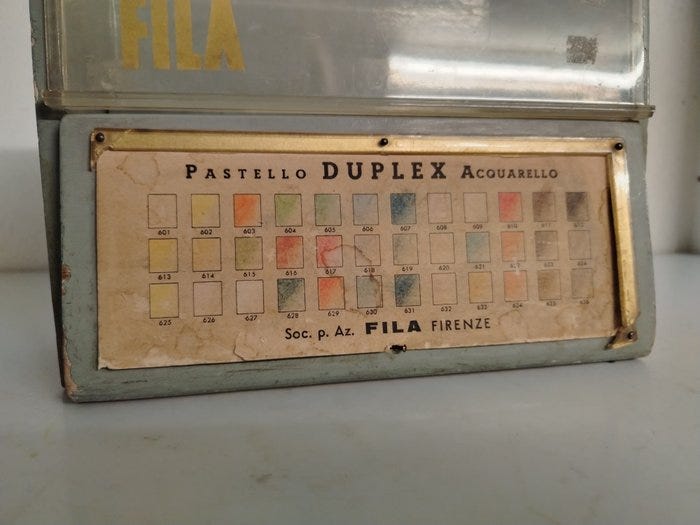 FILA
PASTELLO DUPLEX ACQUARELLO
601 602 603 604 605 606 607 608 609 610 611 612
613 614 615 616 617 618 619 620 621 622 623 624
625 626 627 628 629 630 631 632 633 634 635 636
Soc. p. Az. FILA FIRENZE